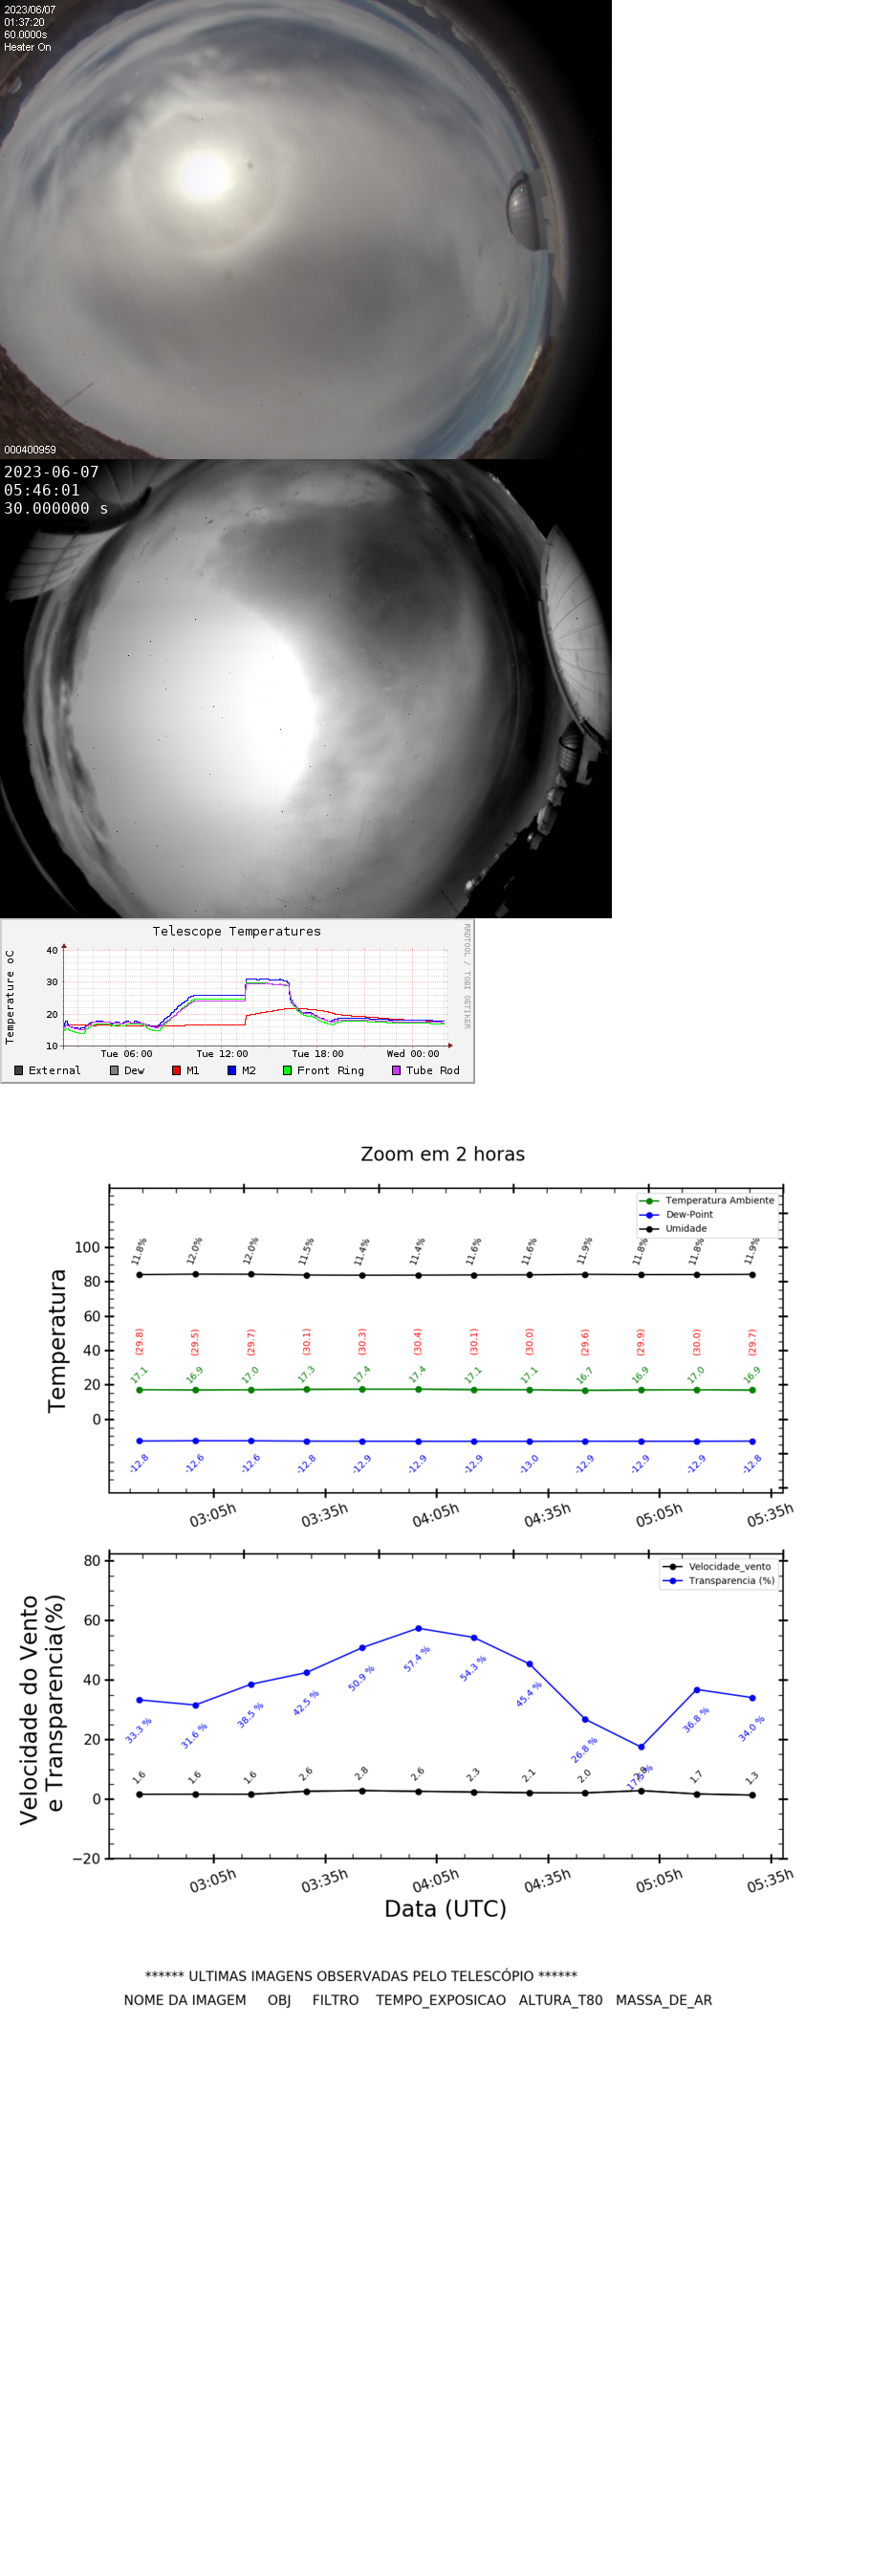 2023/06/07
01:37:20
60.0000s
Heater On
000400959
2023-06-07
05:46:01
30.000000 s
Telescope Temperatures
RRDTOOL / TOBI OETIKER
Temperature oC
40
30
20
10
Tue 06:00 Tue 12:00 Tue 18:00 Wed 00:00
External Dew M1 M2 Front Ring Tube Rod
Zoom em 2 horas
Temperatura Ambiente
Dew-Point
Umidade
Temperatura
100
80
60
40
20
0
11.8% 12.0% 12.0% 11.5% 11.4% 11.4% 11.6% 11.6% 11.9% 11.8% 11.8% 11.9%
(29.8) (29.5) (29.7) (30.1) (30.3) (30.4) (30.1) (30.0) (29.6) (29.9) (30.0) (29.7)
17.1 16.9 17.0 17.3 17.4 17.4 17.1 17.1 16.7 16.9 17.0 16.9
-12.8 -12.6 -12.6 -12.8 -12.9 -12.9 -12.9 -13.0 -12.9 -12.9 -12.9 -12.8
03:05h 03:35h 04:05h 04:35h 05:05h 05:35h
Velocidade_vento
Transparencia (%)
Velocidade do Vento
e Transparencia(%)
80
60
40
20
0
−20
33.3 % 31.6 % 38.5 % 42.5 % 50.9 % 57.4 % 54.3 % 45.4 % 26.8 % 36.8 % 34.0 %
1.6 1.6 1.6 2.6 2.8 2.6 2.3 2.1 2.0 1.7 1.3
03:05h 03:35h 04:05h 04:35h 05:05h 05:35h
Data (UTC)
****** ULTIMAS IMAGENS OBSERVADAS PELO TELESCÓPIO ******
NOME DA IMAGEM OBJ FILTRO TEMPO_EXPOSICAO ALTURA_T80 MASSA_DE_AR